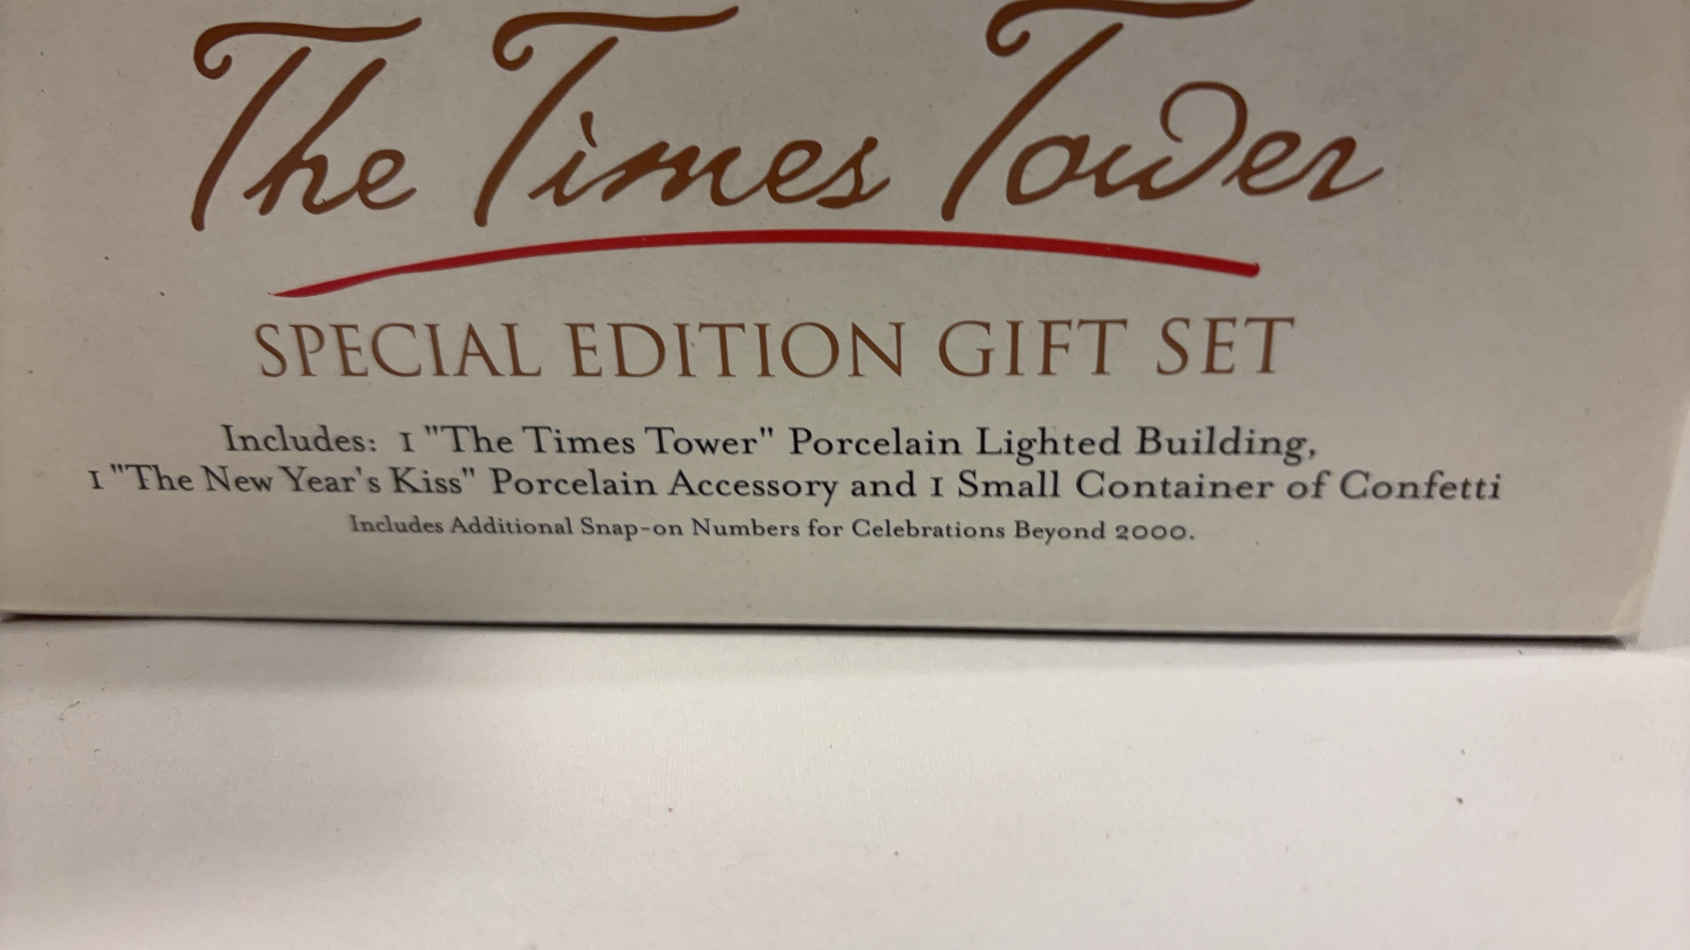 The Times Tower
SPECIAL EDITION GIFT SET
Includes: 1 "The Times Tower" Porcelain Lighted Building,
1 "The New Year's Kiss" Porcelain Accessory and 1 Small Container of Confetti
Includes Additional Snap-on Numbers for Celebrations Beyond 2000.